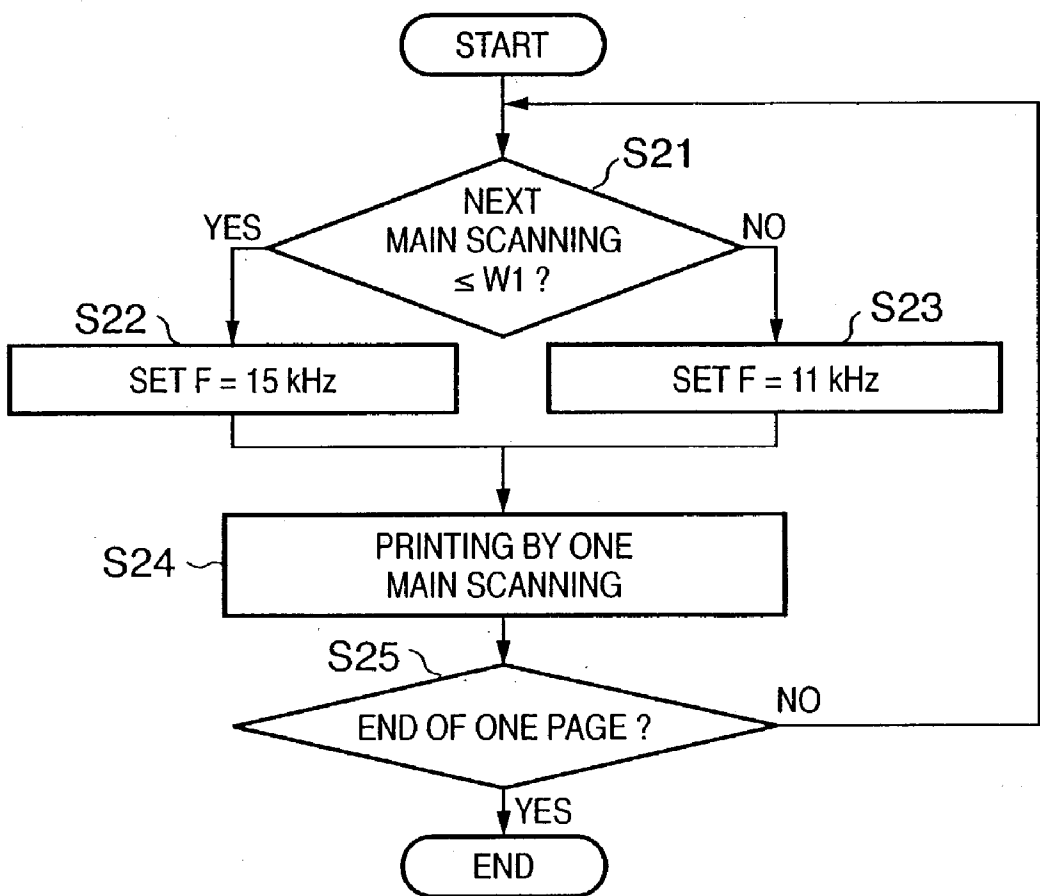 START
S21
NEXT
MAIN SCANNING
≤ W1 ?
YES
NO
S22
SET F = 15 kHz
S23
SET F = 11 kHz
S24
PRINTING BY ONE
MAIN SCANNING
S25
END OF ONE PAGE ?
NO
YES
END